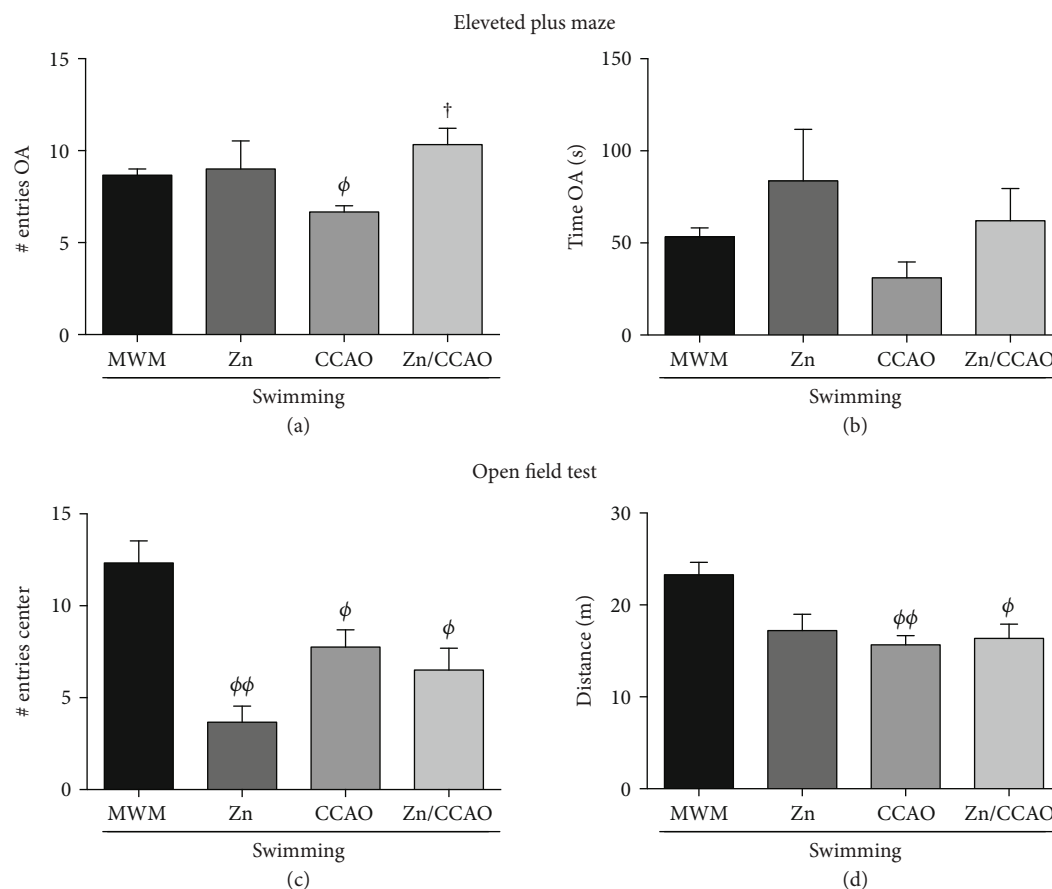 Eleveted plus maze
15
10
5
0
# entries OA
ϕ
†
MWM Zn CCAO Zn/CCAO
Swimming
(a)
150
100
50
0
Time OA (s)
MWM Zn CCAO Zn/CCAO
Swimming
(b)
Open field test
15
10
5
0
# entries center
ϕϕ
ϕ
ϕ
MWM Zn CCAO Zn/CCAO
Swimming
(c)
30
20
10
0
Distance (m)
ϕϕ
ϕ
MWM Zn CCAO Zn/CCAO
Swimming
(d)